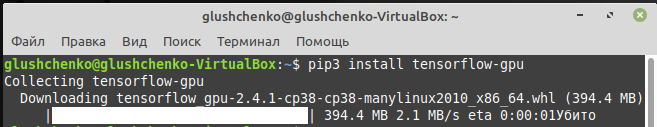 glushchenko@glushchenko-VirtualBox: ~
Файл Правка Вид Поиск Терминал Помощь
glushchenko@glushchenko-VirtualBox:~$ pip3 install tensorflow-gpu
Collecting tensorflow-gpu
Downloading tensorflow_gpu-2.4.1-cp38-cp38-manylinux2010_x86_64.whl (394.4 MB)
| | 394.4 MB 2.1 MB/s eta 0:00:01Убито